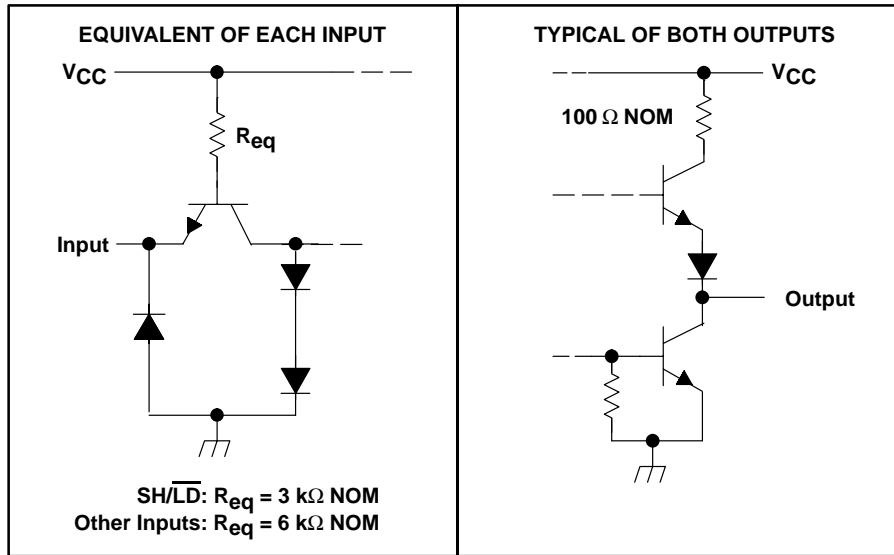 EQUIVALENT OF EACH INPUT
VCC
Req
Input
SH/L̅D̅: Req = 3 kΩ NOM
Other Inputs: Req = 6 kΩ NOM
TYPICAL OF BOTH OUTPUTS
VCC
100 Ω NOM
Output